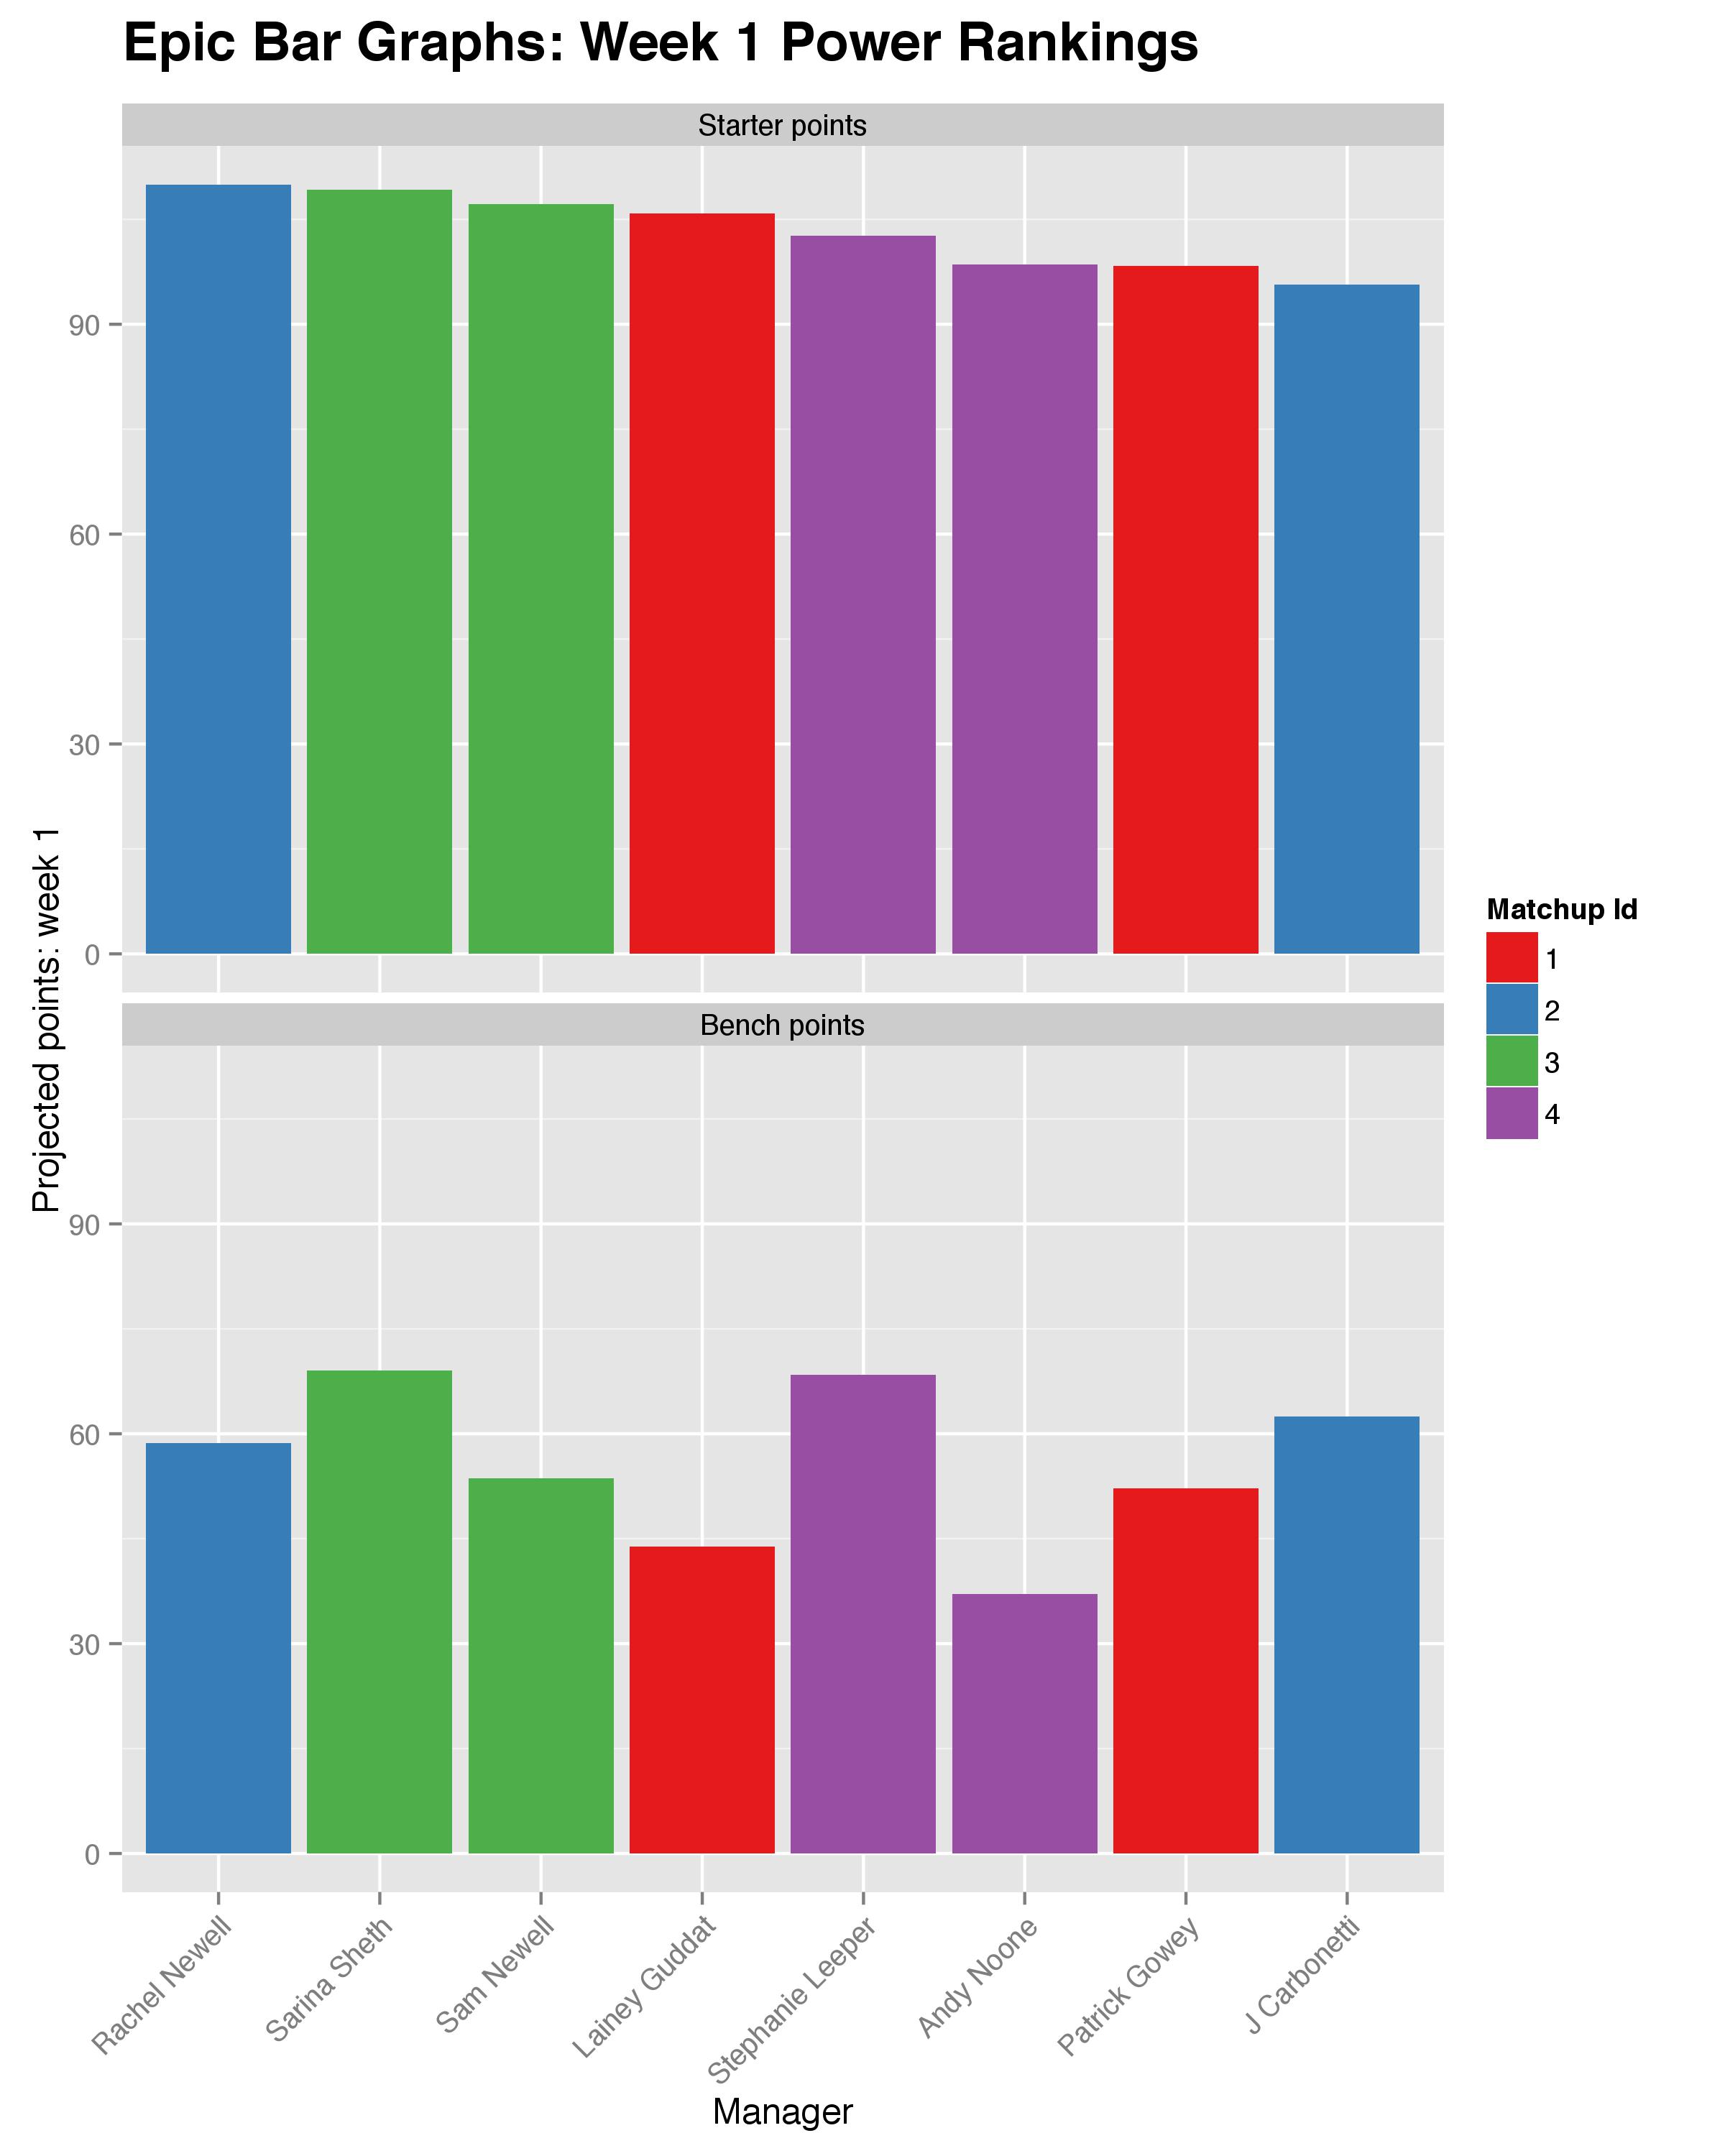 Epic Bar Graphs: Week 1 Power Rankings
Starter points
90
60
30
0
Bench points
90
60
30
0
Projected points: week 1
Rachel Newell
Sarina Sheth
Sam Newell
Lainey Guddat
Stephanie Leeper
Andy Noone
Patrick Gowey
J Carbonetti
Manager
Matchup Id
1
2
3
4